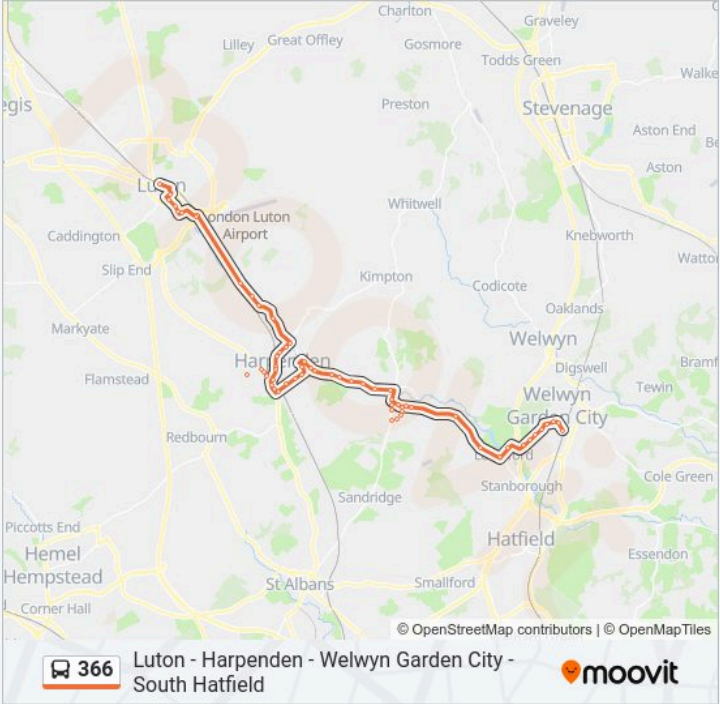 Charlton
Graveley
Lilley
Great Offley
Gosmore
Todds Green
Walke
egis
Preston
Stevenage
Aston End
Be
Aston
Luton
Whitwell
London Luton
Airport
Caddington
Knebworth
Watto
Slip End
Kimpton
Codicote
Oaklands
Markyate
Welwyn
Harpenden
Digswell
Bramf
Flamstead
Tewin
Welwyn
Garden City
Redbourn
Cole Green
Stanborough
Sandridge
Piccotts End
Hatfield
Hemel
Hempstead
Essendon
St Albans
Smallford
Corner Hall
© OpenStreetMap contributors | © OpenMapTiles
366
Luton - Harpenden - Welwyn Garden City -
South Hatfield
moovit